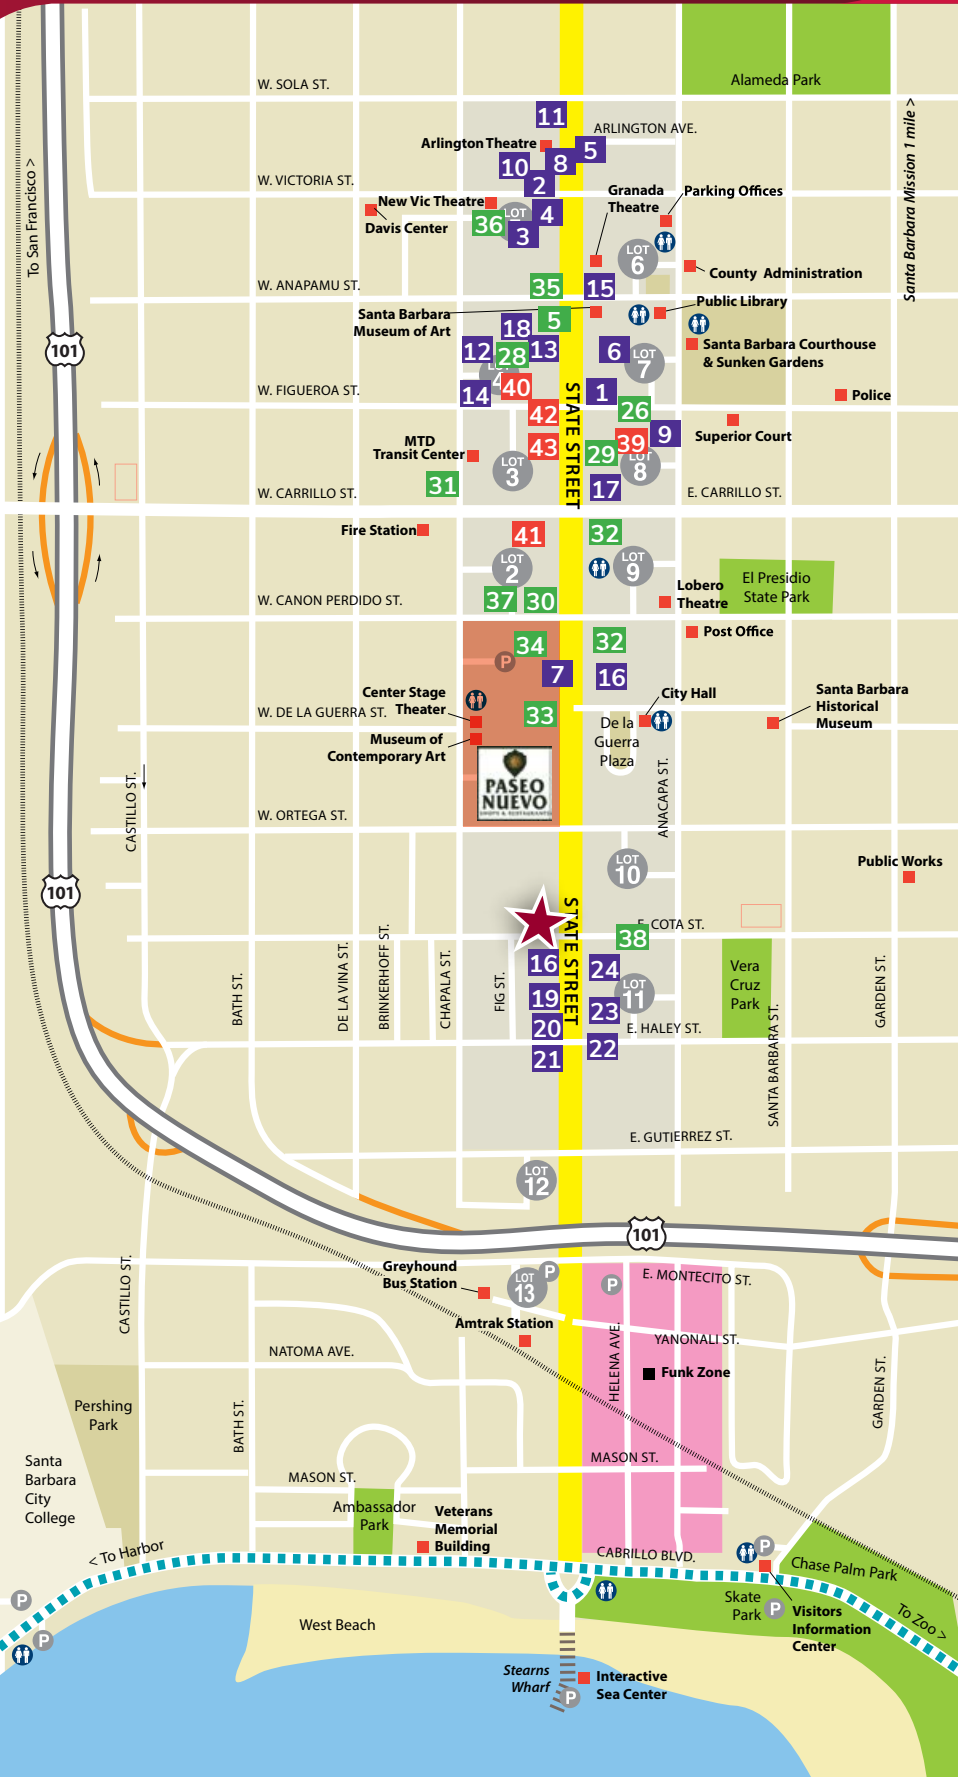 Alameda Park
W. SOLA ST.
Santa Barbara Mission 1 mile >
11
ARLINGTON AVE.
Arlington Theatre
5
8
10
To San Francisco >
W. VICTORIA ST.
2
Granada
Theatre
Parking Offices
New Vic Theatre
LOT
4
36
Davis Center
3
LOT
6
County Administration
W. ANAPAMU ST.
35
15
Public Library
Santa Barbara
Museum of Art
5
18
101
12
28
13
6
LOT
7
Santa Barbara Courthouse
& Sunken Gardens
LOT
4
40
14
1
W. FIGUEROA ST.
Police
42
26
STATE STREET
9
Superior Court
MTD
Transit Center
43
39
29
LOT
3
LOT
8
31
17
W. CARRILLO ST.
E. CARRILLO ST.
Fire Station
41
32
LOT
2
LOT
9
El Presidio
State Park
Lobero
Theatre
W. CANON PERDIDO ST.
37
30
Post Office
34
32
P
7
16
Center Stage
Theater
City Hall
Santa Barbara
Historical
Museum
W. DE LA GUERRA ST.
33
De la
Guerra
Plaza
Museum of
Contemporary Art
PASEO
NUEVO
SHOPS & RESTAURANTS
CASTILLO ST.
ANACAPA ST.
W. ORTEGA ST.
LOT
10
Public Works
101
STATE STREET
E. COTA ST.
38
BATH ST.
DE LA VINA ST.
BRINKERHOFF ST.
CHAPALA ST.
FIG ST.
16
24
Vera
Cruz
Park
GARDEN ST.
19
LOT
11
23
20
E. HALEY ST.
SANTA BARBARA ST.
21
22
E. GUTIERREZ ST.
LOT
12
101
CASTILLO ST.
Greyhound
Bus Station
LOT
13
P
P
E. MONTECITO ST.
Amtrak Station
HELENA AVE.
YANONALI ST.
NATOMA AVE.
Funk Zone
GARDEN ST.
Pershing
Park
BATH ST.
Santa
Barbara
City
College
MASON ST.
MASON ST.
Ambassador
Park
Veterans
Memorial
Building
< To Harbor
CABRILLO BLVD.
P
Chase Palm Park
P
Skate
Park
P
Visitors
Information
Center
To Zoo >
West Beach
P
Stearns
Wharf
Interactive
Sea Center
P